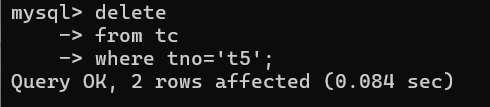 mysql> delete
    -> from tc
    -> where tno='t5';
Query OK, 2 rows affected (0.084 sec)